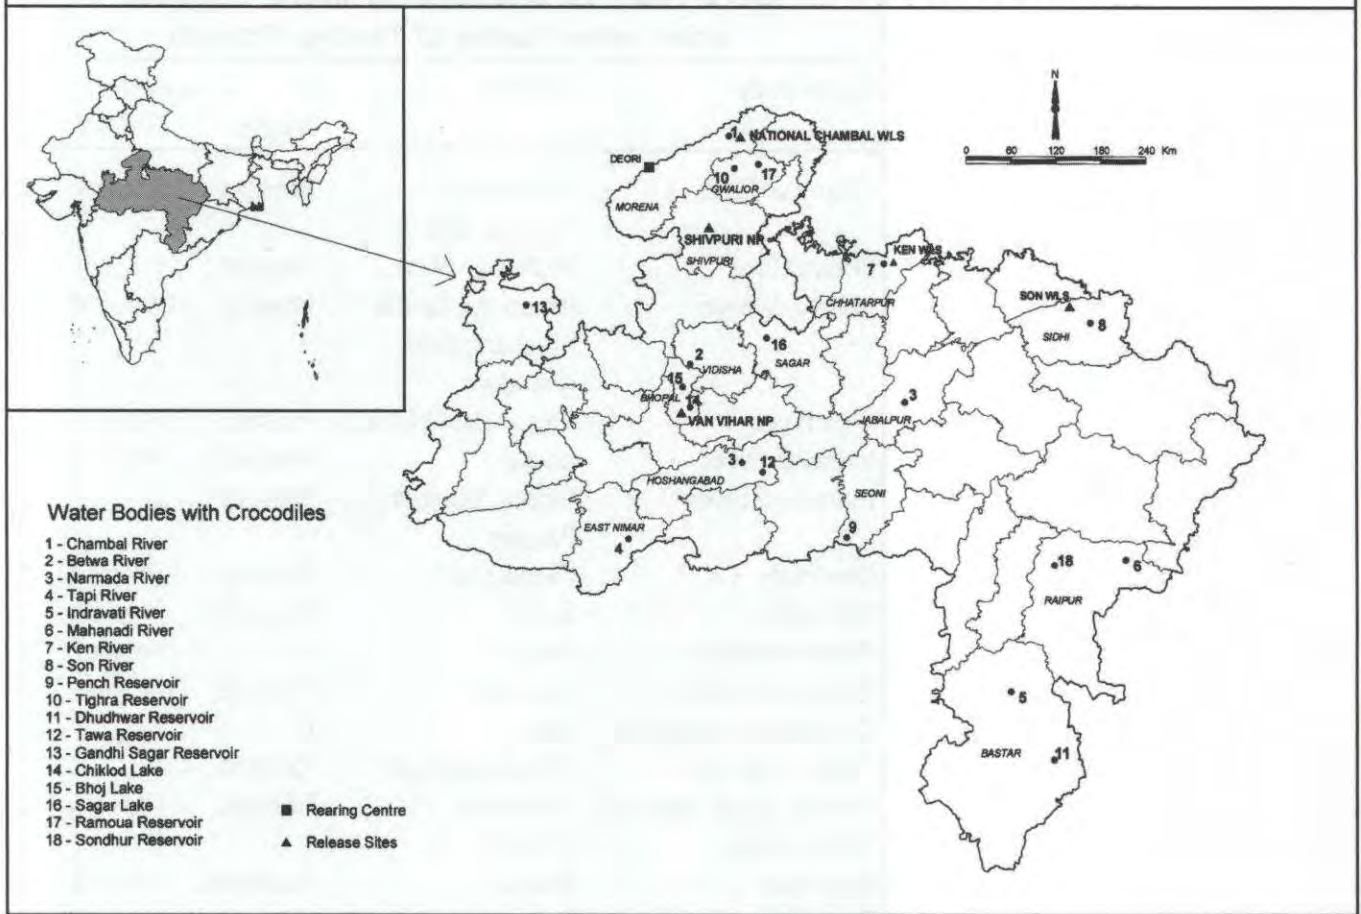 N
0 60 120 180 240 Km
1 NATIONAL CHAMBAL WLS
DEORI
10 17
GWALIOR
MORENA
SHIVPURI NP
SHIVPURI
7 KEN WLS
CHHATARPUR
SON WLS
8
SIDHI
13
16
SAGAR
2
VIDISHA
15
BHOPAL
14
VAN VIHAR NP
3
JABALPUR
3 12
HOSHANGABAD
SEONI
EAST NIMAR
4
9
18 6
RAIPUR
5
BASTAR
11
Water Bodies with Crocodiles
1 - Chambal River
2 - Betwa River
3 - Narmada River
4 - Tapi River
5 - Indravati River
6 - Mahanadi River
7 - Ken River
8 - Son River
9 - Pench Reservoir
10 - Tighra Reservoir
11 - Dhudhwar Reservoir
12 - Tawa Reservoir
13 - Gandhi Sagar Reservoir
14 - Chiklod Lake
15 - Bhoj Lake
16 - Sagar Lake
17 - Ramoua Reservoir
18 - Sondhur Reservoir
Rearing Centre
Release Sites